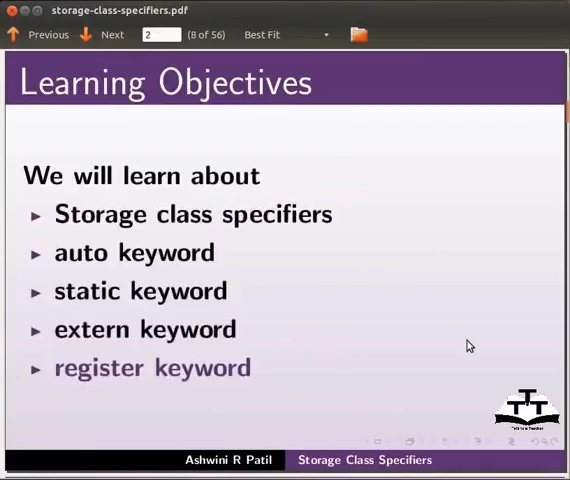 storage-class-specifiers.pdf
Previous Next 2 (8 of 56) Best Fit
Learning Objectives
We will learn about
Storage class specifiers
auto keyword
static keyword
extern keyword
register keyword
TTT
Ashwini R Patil Storage Class Specifiers